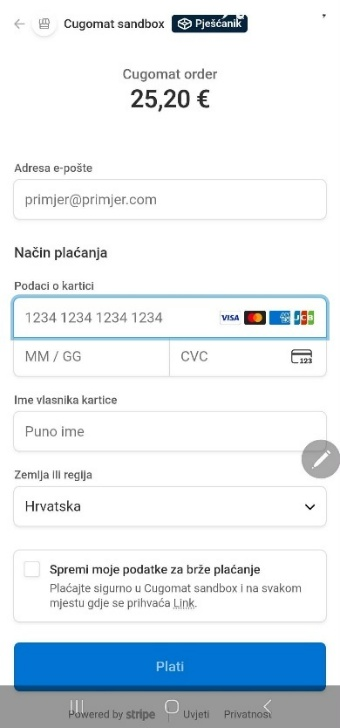 Cugomat sandbox Pješčanik
Cugomat order
25,20 €
Adresa e-pošte
primjer@primjer.com
Način plaćanja
Podaci o kartici
1234 1234 1234 1234 VISA JCB
MM / GG CVC 123
Ime vlasnika kartice
Puno ime
Zemlja ili regija
Hrvatska
Spremi moje podatke za brže plaćanje
Plaćajte sigurno u Cugomat sandbox i na svakom
mjestu gdje se prihvaća Link.
Plati
Powered by stripe Uvjeti Privatnost